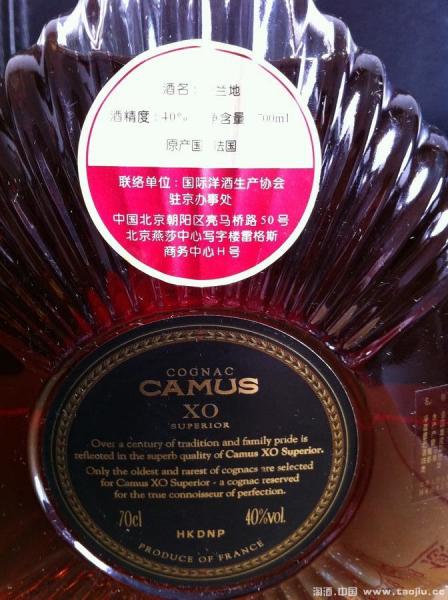 酒名： 兰地
酒精度：40% 净含量 700ml
原产国 法国
联络单位：国际洋酒生产协会
驻京办事处
中国北京朝阳区亮马桥路50号
北京燕莎中心写字楼雷格斯
商务中心H号
COGNAC
CAMUS
XO
SUPERIOR
Over a century of tradition and family pride is
reflected in the superb quality of Camus XO Superior.
Only the oldest and rarest of cognacs are selected
for Camus XO Superior - a cognac reserved
for the true connoisseur of perfection.
70cl 40%vol.
HKDNP
PRODUCE OF FRANCE
淘酒.中国 www.taojiu.cc